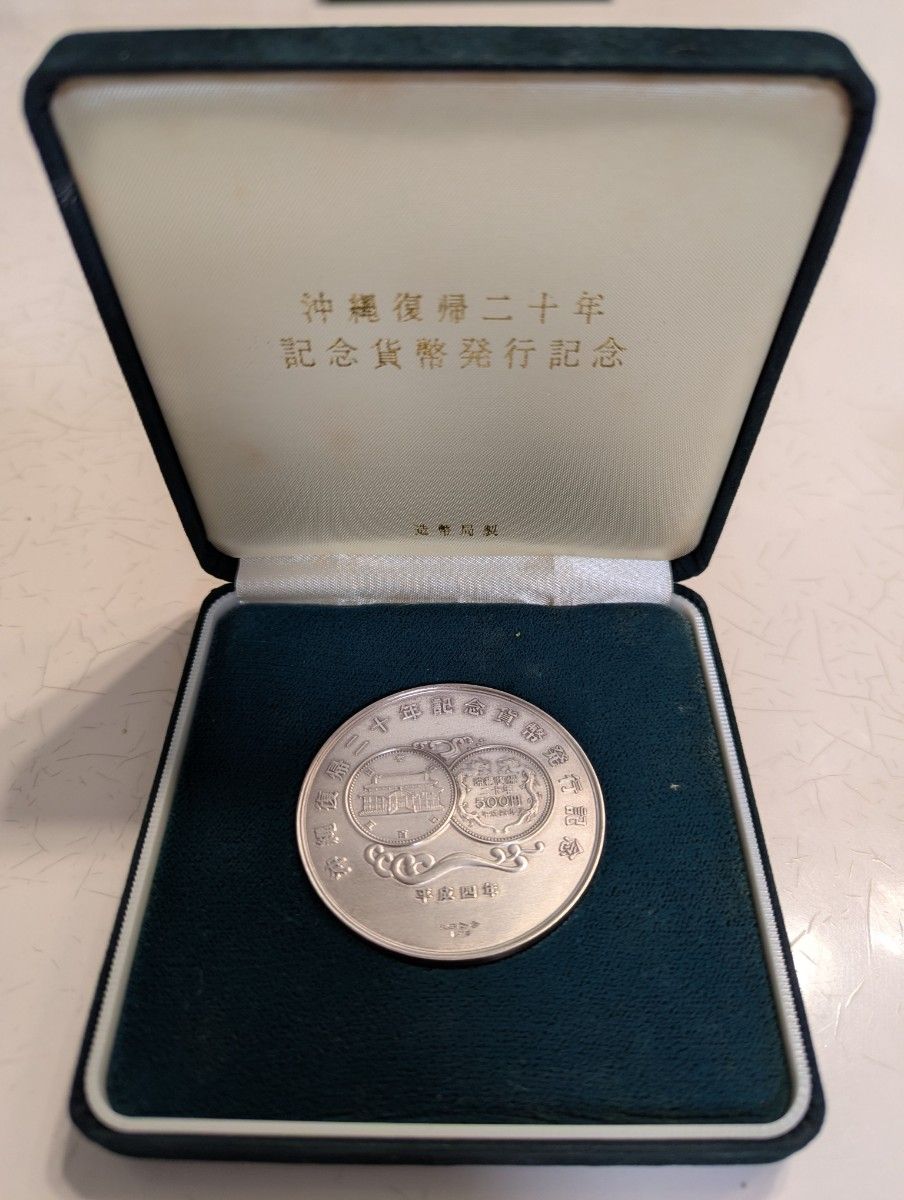 沖縄復帰二十年
記念貨幣発行記念
造幣局製
沖縄復帰二十年記念貨幣発行記念
500円
平成四年